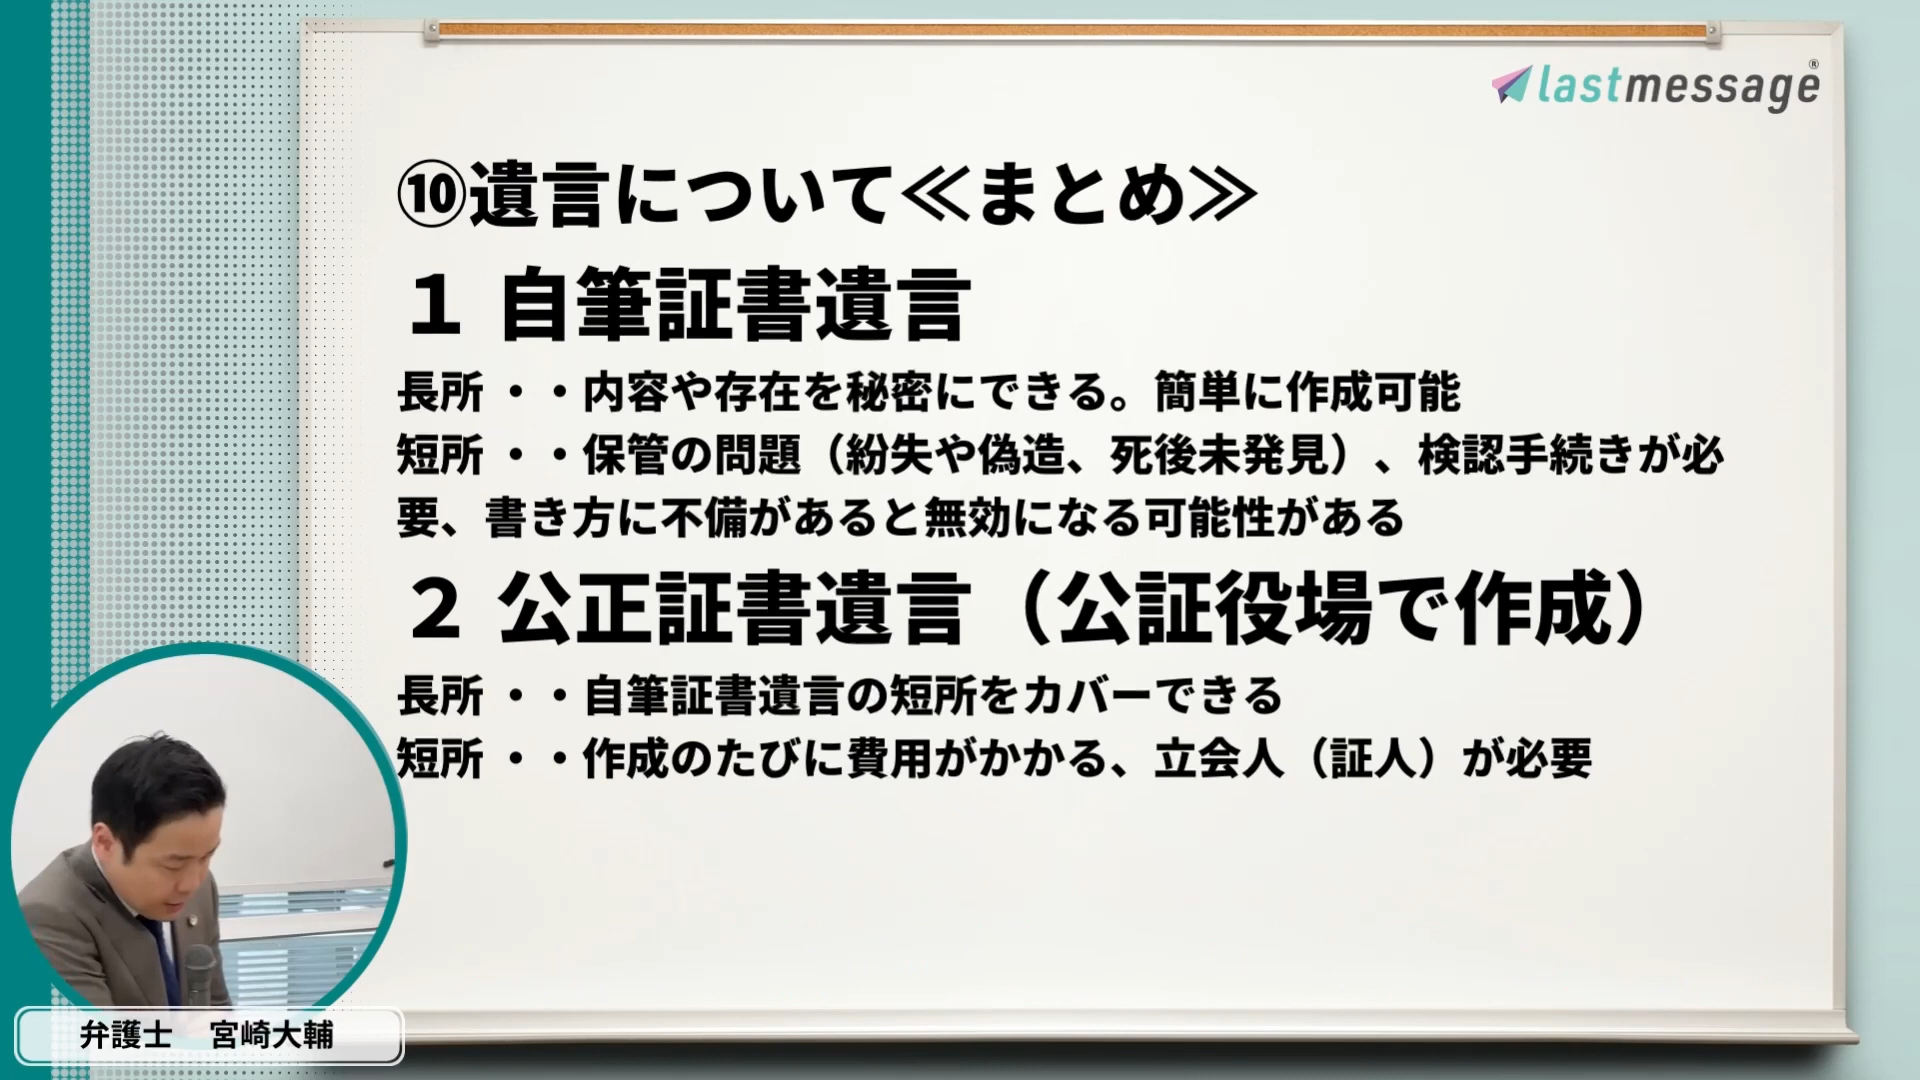 lastmessage®
⑩遺言について≪まとめ≫
１ 自筆証書遺言
長所 ・・内容や存在を秘密にできる。簡単に作成可能
短所 ・・保管の問題（紛失や偽造、死後未発見）、検認手続きが必
要、書き方に不備があると無効になる可能性がある
２ 公正証書遺言（公証役場で作成）
長所 ・・自筆証書遺言の短所をカバーできる
短所 ・・作成のたびに費用がかかる、立会人（証人）が必要
弁護士　宮崎大輔